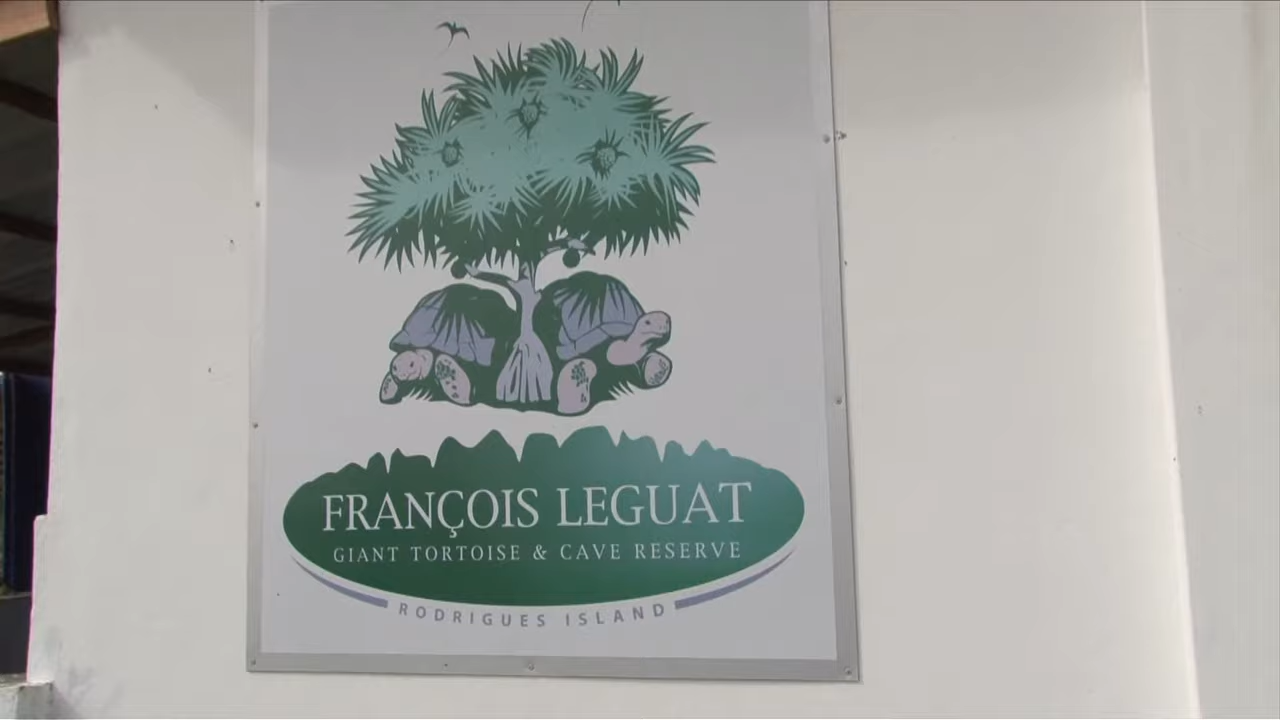 FRANÇOIS LEGUAT
GIANT TORTOISE & CAVE RESERVE
RODRIGUES ISLAND